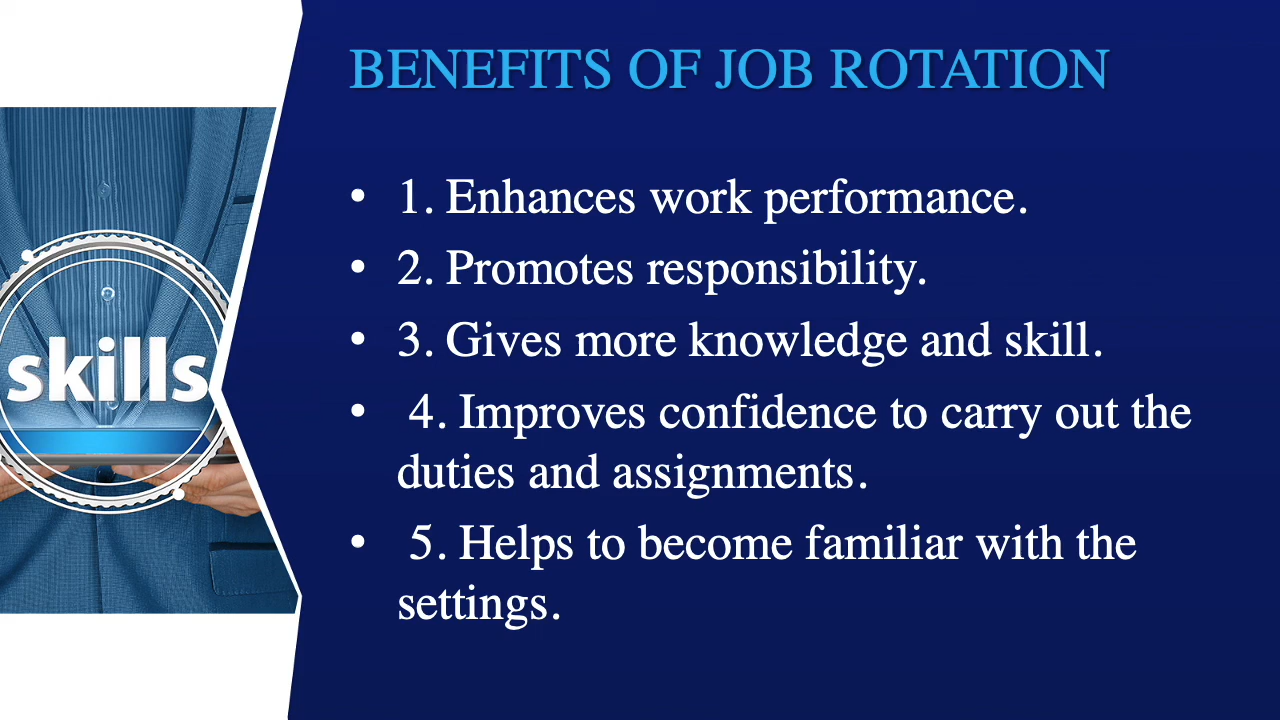 BENEFITS OF JOB ROTATION
skills
• 1. Enhances work performance.
• 2. Promotes responsibility.
• 3. Gives more knowledge and skill.
• 4. Improves confidence to carry out the
duties and assignments.
• 5. Helps to become familiar with the
settings.